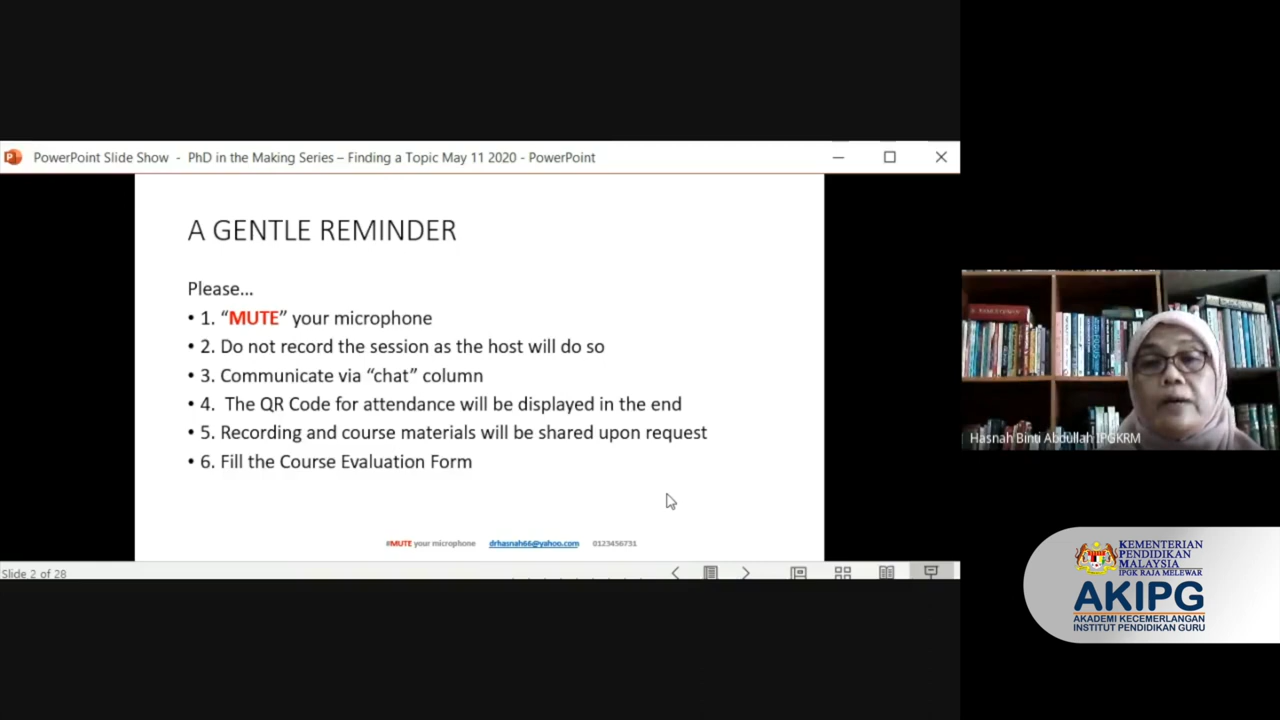 PowerPoint Slide Show - PhD in the Making Series – Finding a Topic May 11 2020 - PowerPoint
A GENTLE REMINDER
Please...
• 1. “MUTE” your microphone
• 2. Do not record the session as the host will do so
• 3. Communicate via “chat” column
• 4. The QR Code for attendance will be displayed in the end
• 5. Recording and course materials will be shared upon request
• 6. Fill the Course Evaluation Form
#MUTE your microphone drhasnah66@yahoo.com 0123456731
Slide 2 of 28
Hasnah Binti Abdullah IPGKRM
KEMENTERIAN
PENDIDIKAN
MALAYSIA
IPGK RAJA MELEWAR
AKIPG
AKADEMI KECEMERLANGAN
INSTITUT PENDIDIKAN GURU